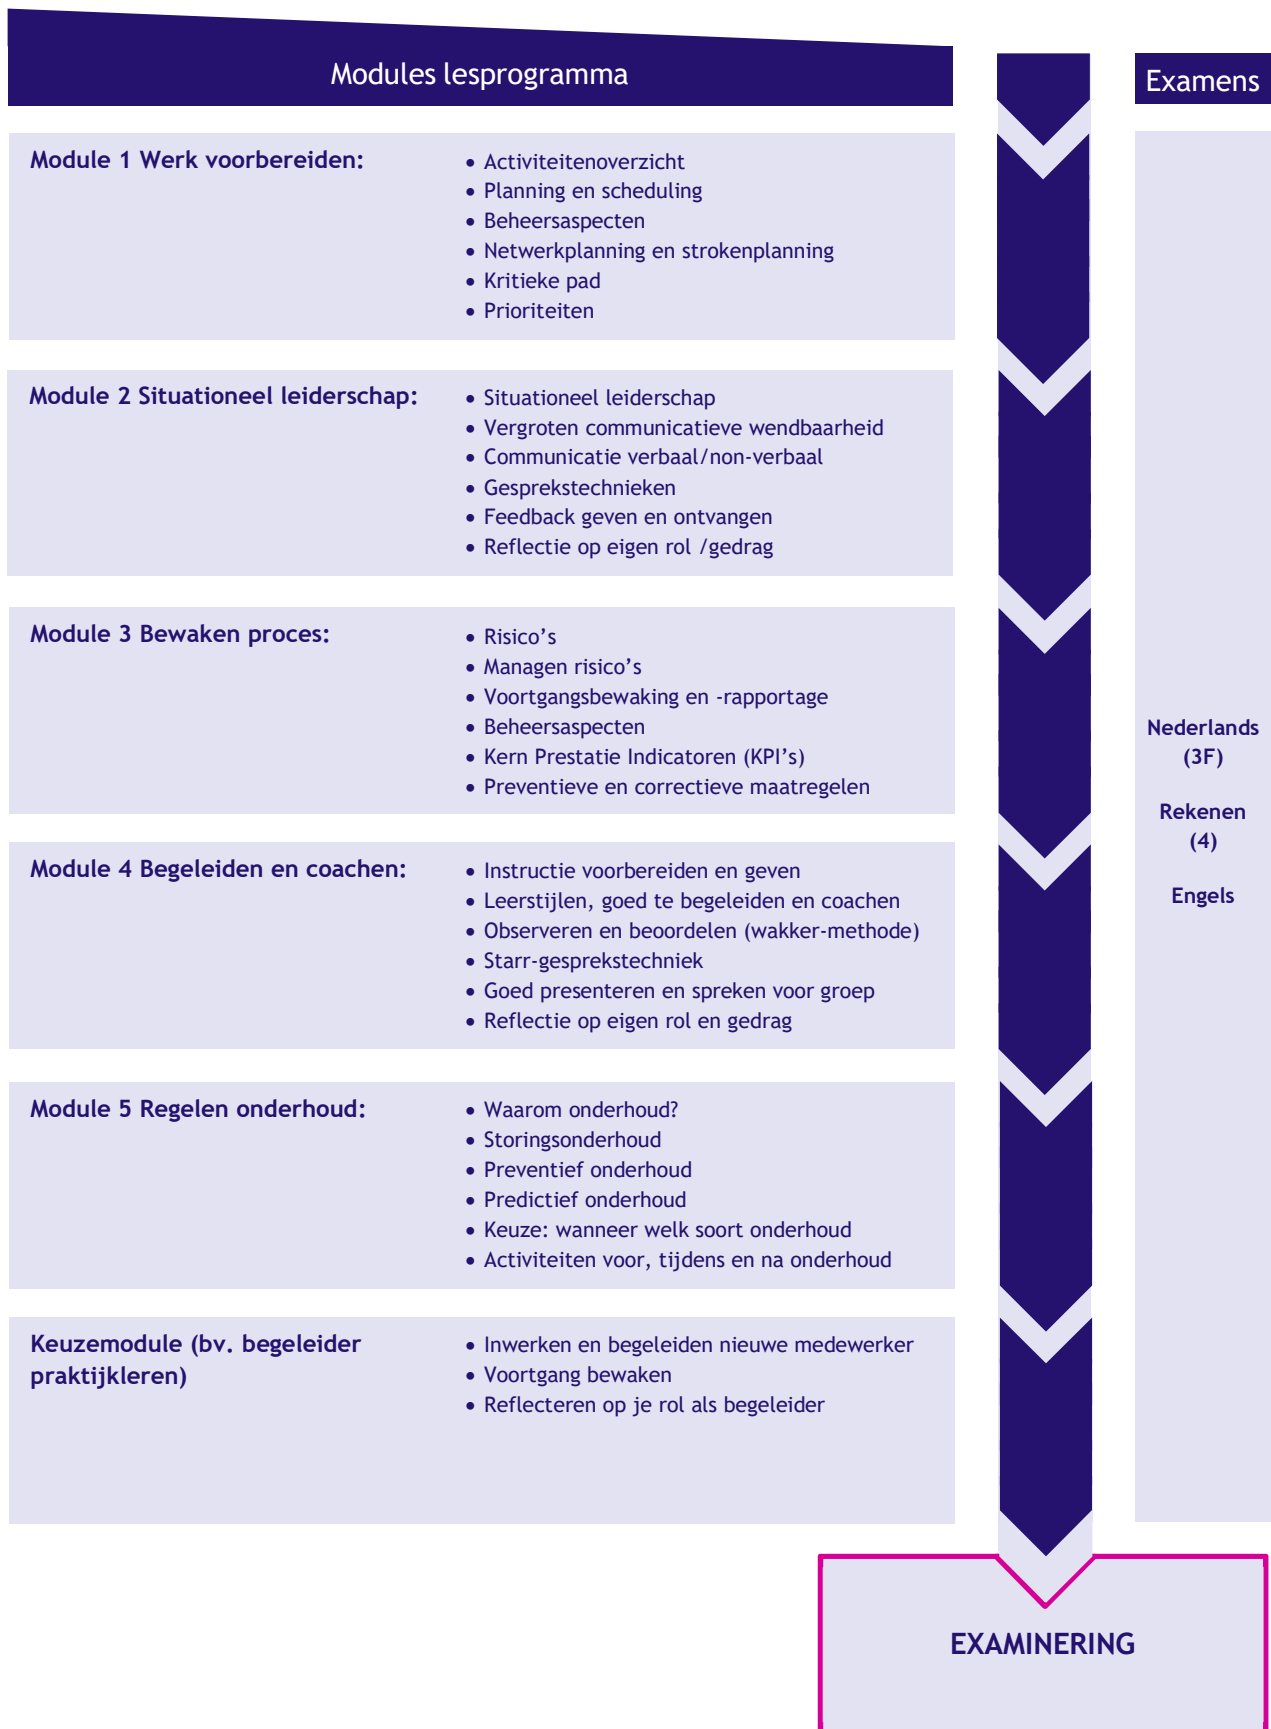 Modules lesprogramma
Examens
Module 1 Werk voorbereiden:
• Activiteitenoverzicht
• Planning en scheduling
• Beheersaspecten
• Netwerkplanning en strokenplanning
• Kritieke pad
• Prioriteiten
Module 2 Situationeel leiderschap:
• Situationeel leiderschap
• Vergroten communicatieve wendbaarheid
• Communicatie verbaal/non-verbaal
• Gesprekstechnieken
• Feedback geven en ontvangen
• Reflectie op eigen rol /gedrag
Module 3 Bewaken proces:
• Risico’s
• Managen risico’s
• Voortgangsbewaking en -rapportage
• Beheersaspecten
• Kern Prestatie Indicatoren (KPI’s)
• Preventieve en correctieve maatregelen
Module 4 Begeleiden en coachen:
• Instructie voorbereiden en geven
• Leerstijlen, goed te begeleiden en coachen
• Observeren en beoordelen (wakker-methode)
• Starr-gesprekstechniek
• Goed presenteren en spreken voor groep
• Reflectie op eigen rol en gedrag
Module 5 Regelen onderhoud:
• Waarom onderhoud?
• Storingsonderhoud
• Preventief onderhoud
• Predictief onderhoud
• Keuze: wanneer welk soort onderhoud
• Activiteiten voor, tijdens en na onderhoud
Keuzemodule (bv. begeleider
praktijkleren)
• Inwerken en begeleiden nieuwe medewerker
• Voortgang bewaken
• Reflecteren op je rol als begeleider
Nederlands
(3F)
Rekenen
(4)
Engels
EXAMINERING